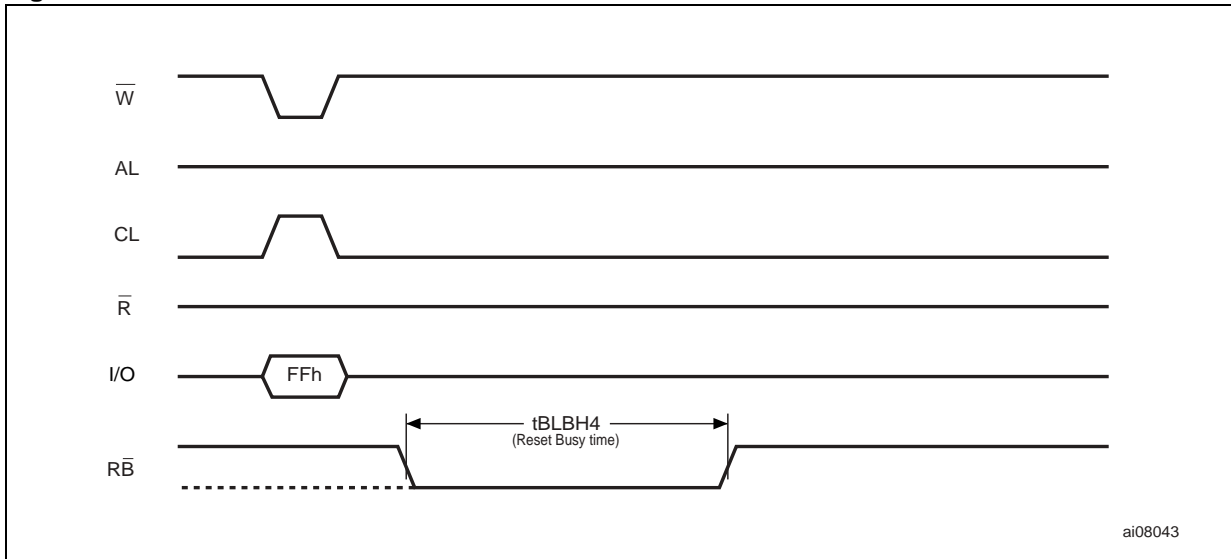 W̅
AL
CL
R̅
I/O
FFh
tBLBH4
(Reset Busy time)
RB̅
ai08043